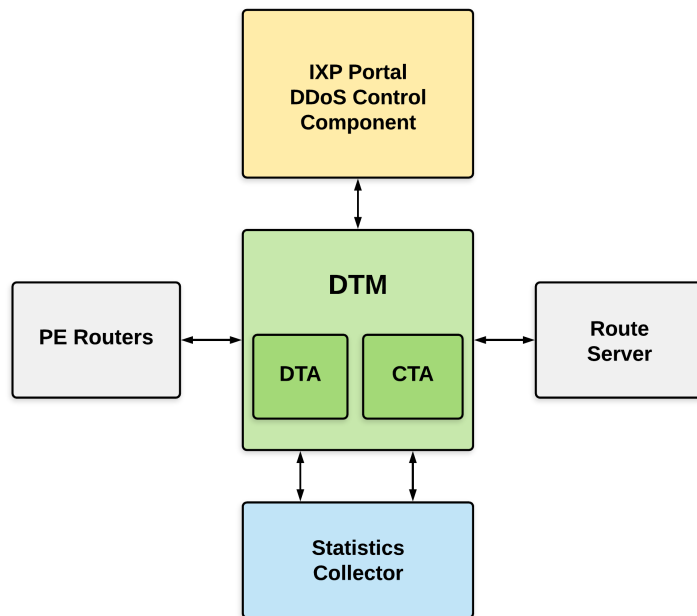 IXP Portal
DDoS Control
Component
DTM
PE Routers
DTA
CTA
Route
Server
Statistics
Collector